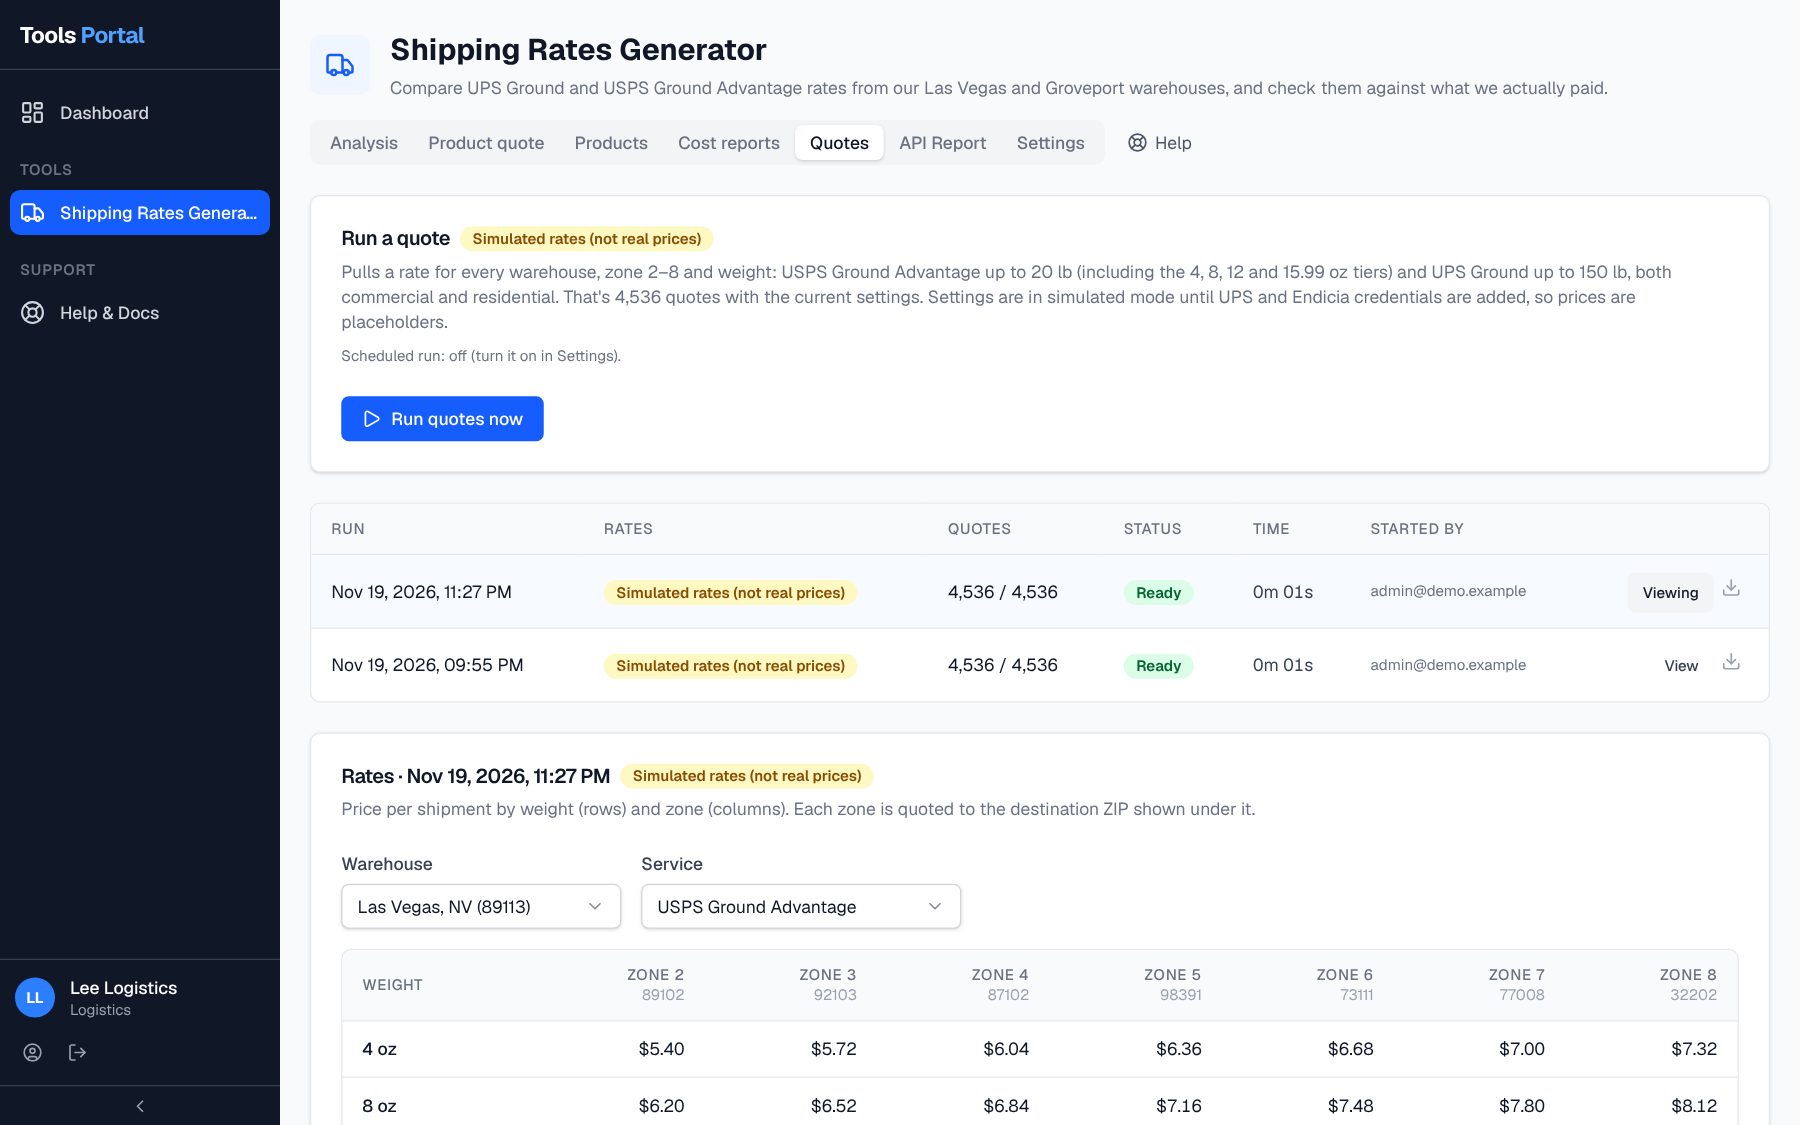 Tools Portal
Dashboard
TOOLS
Shipping Rates Genera...
SUPPORT
Help & Docs
LL
Lee Logistics
Logistics
Shipping Rates Generator
Compare UPS Ground and USPS Ground Advantage rates from our Las Vegas and Groveport warehouses, and check them against what we actually paid.
Analysis Product quote Products Cost reports Quotes API Report Settings Help
Run a quote Simulated rates (not real prices)
Pulls a rate for every warehouse, zone 2–8 and weight: USPS Ground Advantage up to 20 lb (including the 4, 8, 12 and 15.99 oz tiers) and UPS Ground up to 150 lb, both
commercial and residential. That's 4,536 quotes with the current settings. Settings are in simulated mode until UPS and Endicia credentials are added, so prices are
placeholders.
Scheduled run: off (turn it on in Settings).
Run quotes now
RUN RATES QUOTES STATUS TIME STARTED BY
Nov 19, 2026, 11:27 PM Simulated rates (not real prices) 4,536 / 4,536 Ready 0m 01s admin@demo.example Viewing
Nov 19, 2026, 09:55 PM Simulated rates (not real prices) 4,536 / 4,536 Ready 0m 01s admin@demo.example View
Rates · Nov 19, 2026, 11:27 PM Simulated rates (not real prices)
Price per shipment by weight (rows) and zone (columns). Each zone is quoted to the destination ZIP shown under it.
Warehouse Service
Las Vegas, NV (89113) USPS Ground Advantage
WEIGHT ZONE 2 ZONE 3 ZONE 4 ZONE 5 ZONE 6 ZONE 7 ZONE 8
89102 92103 87102 98391 73111 77008 32202
4 oz $5.40 $5.72 $6.04 $6.36 $6.68 $7.00 $7.32
8 oz $6.20 $6.52 $6.84 $7.16 $7.48 $7.80 $8.12